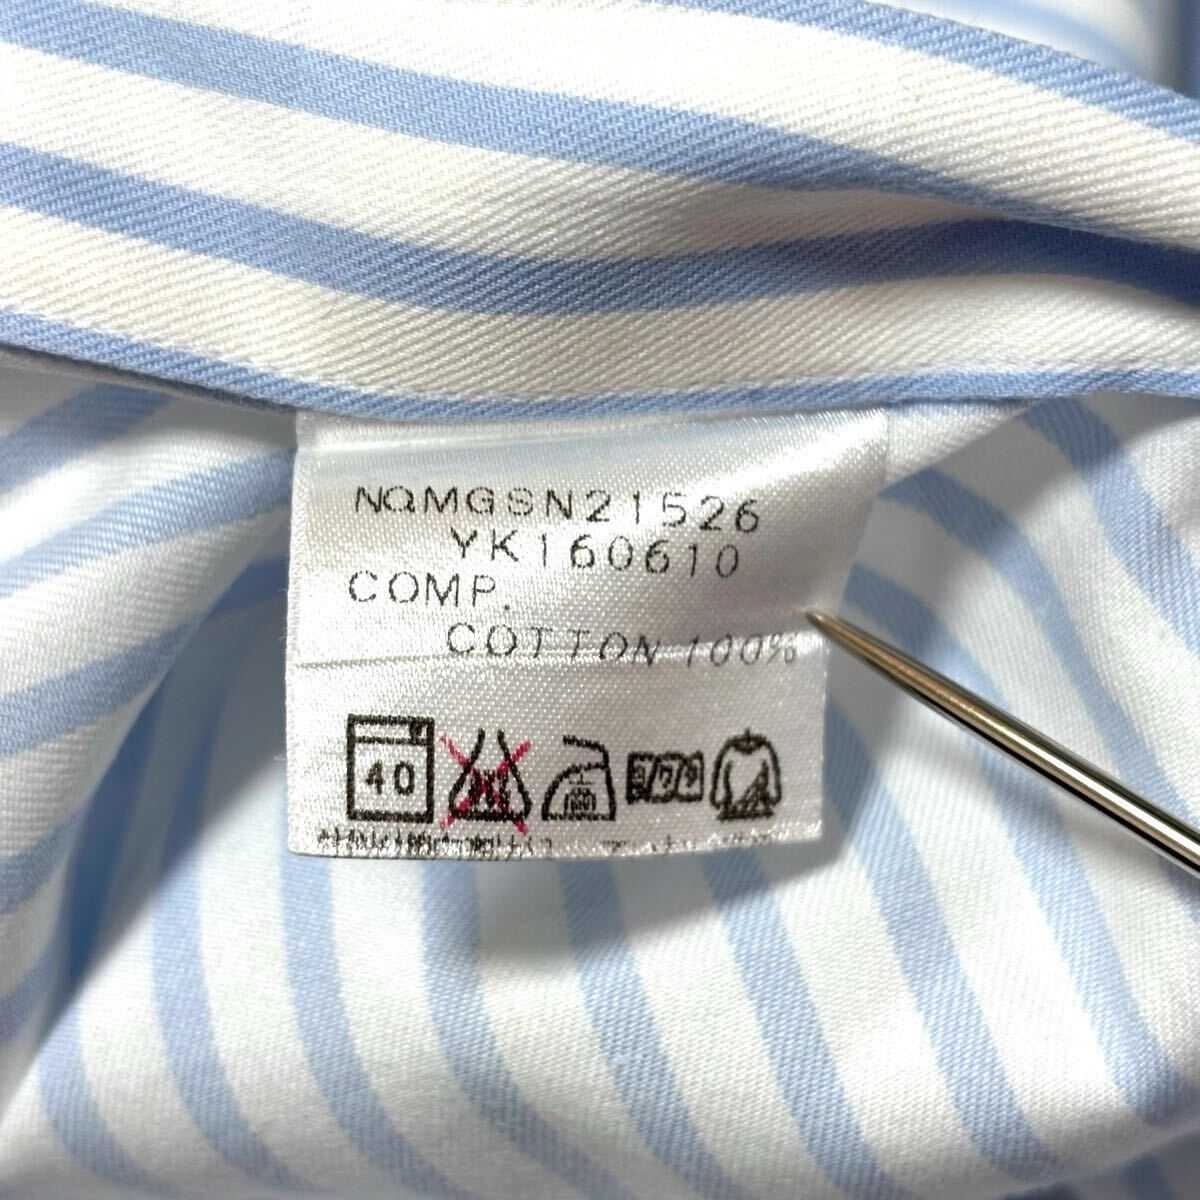 NQMGSN21526
YK160610
COMP.
COTTON 100%
40